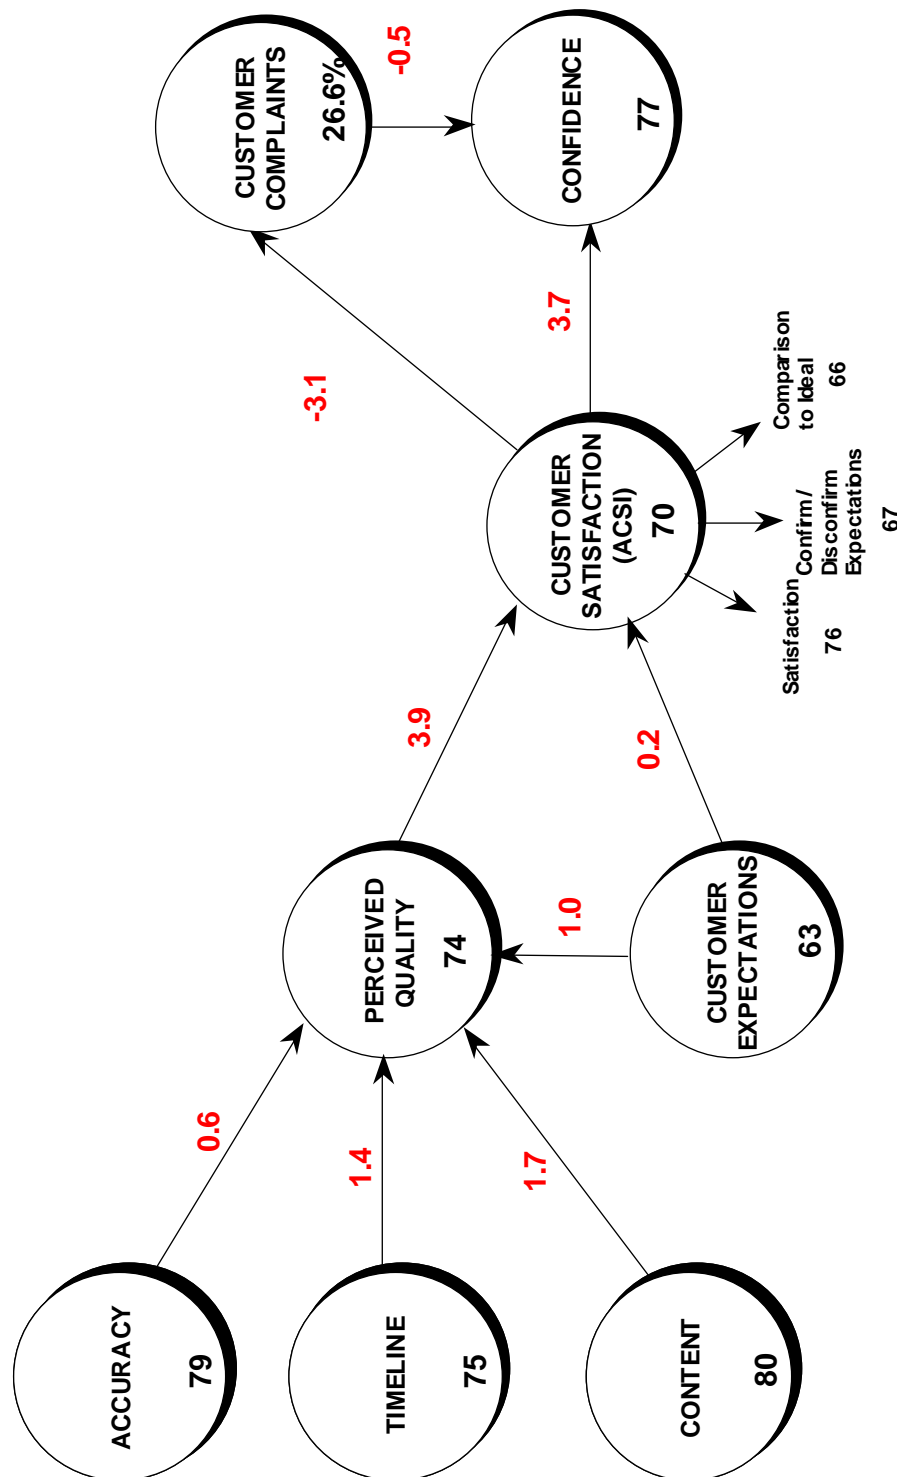 ACCURACY
79
0.6
TIMELINE
75
1.4
CONTENT
80
1.7
PERCEIVED
QUALITY
74
1.0
CUSTOMER
EXPECTATIONS
63
3.9
0.2
CUSTOMER
SATISFACTION
(ACSI)
70
Satisfaction
76
Confirm/
Disconfirm
Expectations
67
Comparison
to Ideal
66
-3.1
3.7
CUSTOMER
COMPLAINTS
26.6%
-0.5
CONFIDENCE
77